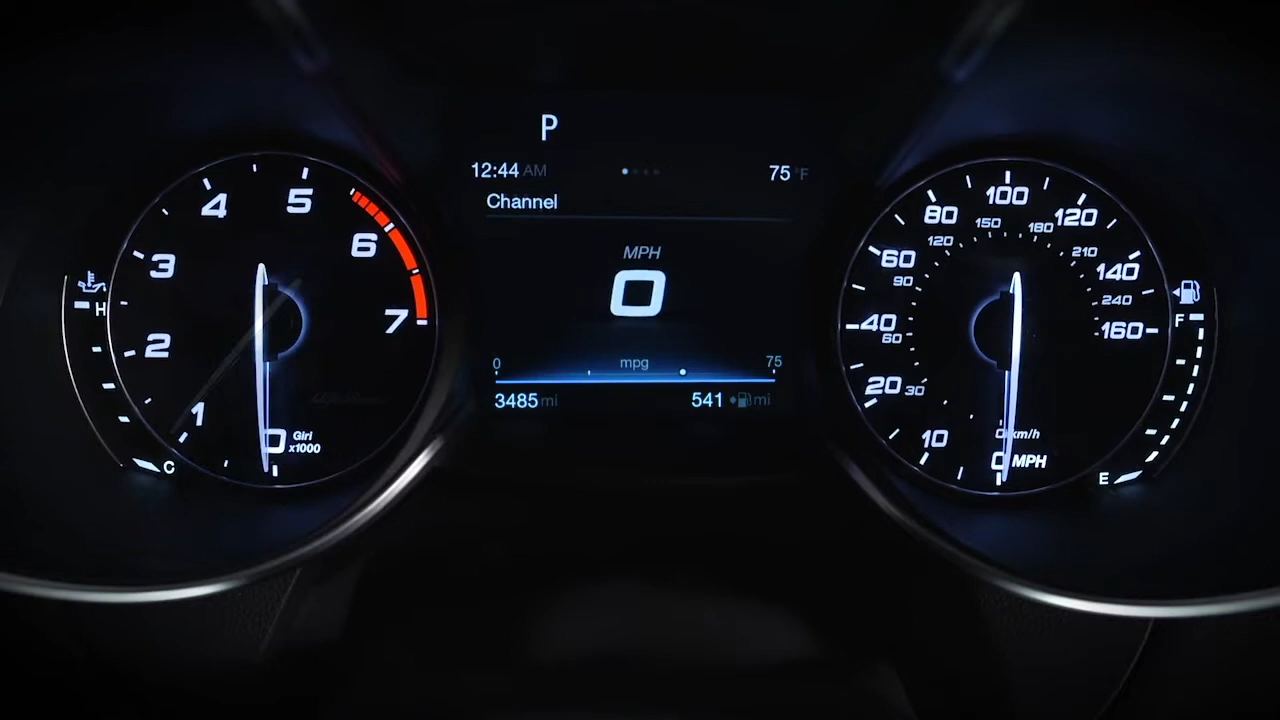 P
12:44 AM
75 °F
Channel
MPH
0
0 mpg 75
3485 mi
541 mi
H
C
0
1
2
3
4
5
6
7
Giri
x1000
0
10
20
40
60
80
100
120
140
160
30
60
90
120
150
180
210
240
0 km/h
MPH
F
E